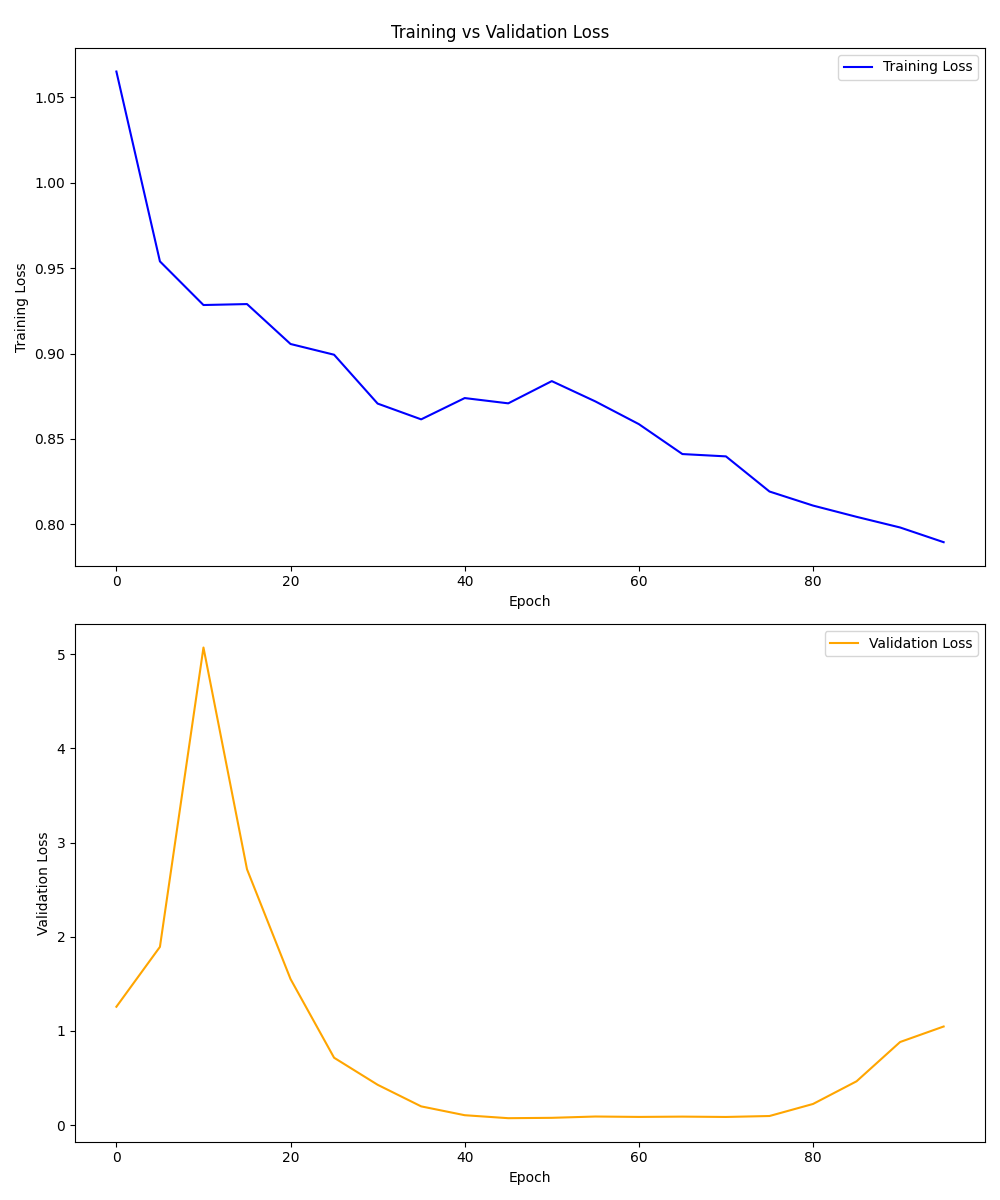 Training vs Validation Loss
Training Loss
1.05
1.00
0.95
0.90
0.85
0.80
Training Loss
0 20 40 60 80
Epoch
Validation Loss
5
4
3
2
1
0
Validation Loss
0 20 40 60 80
Epoch